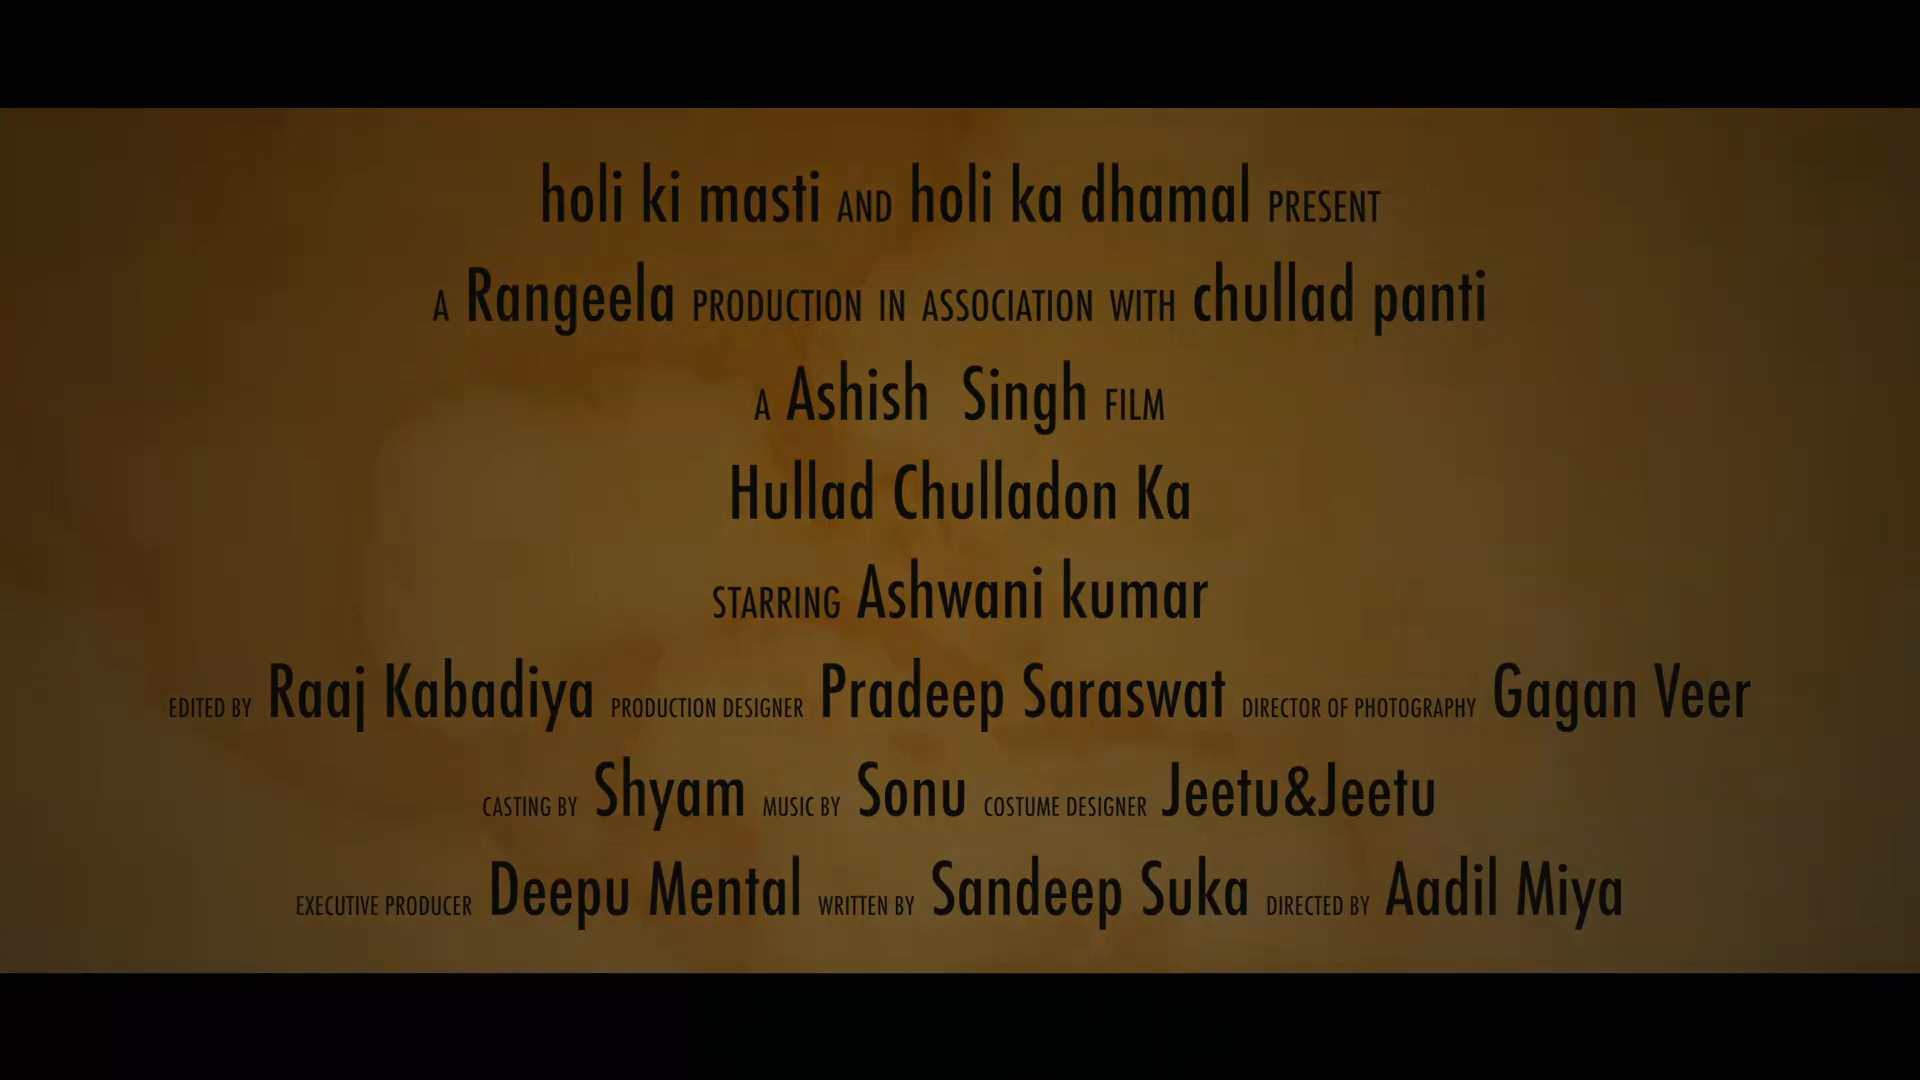 holi ki masti AND holi ka dhamal PRESENT
A Rangeela PRODUCTION IN ASSOCIATION WITH chullad panti
A Ashish Singh FILM
Hullad Chulladon Ka
STARRING Ashwani kumar
EDITED BY Raaj Kabadiya PRODUCTION DESIGNER Pradeep Saraswat DIRECTOR OF PHOTOGRAPHY Gagan Veer
CASTING BY Shyam MUSIC BY Sonu COSTUME DESIGNER Jeetu&Jeetu
EXECUTIVE PRODUCER Deepu Mental WRITTEN BY Sandeep Suka DIRECTED BY Aadil Miya